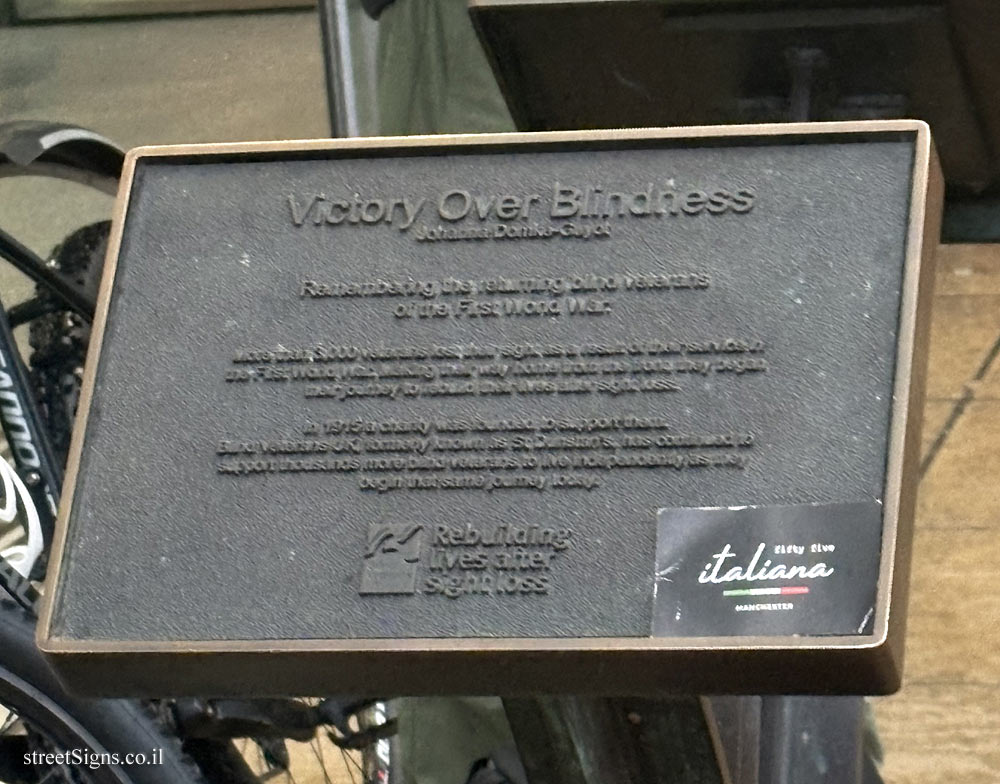 Victory Over Blindness
Johanna Domke-Guyot
Remembering the returning blind veterans
of the First World War.
More than 3,000 veterans lost their sight as a result of their service in
the First World War. Making their way home from the front, they began
their journey to rebuild their lives after sight loss.
In 1915 a charity was founded to support them.
Blind Veterans UK, formerly known as St Dunstan's, has continued to
support thousands more blind veterans to live independently as they
begin that same journey today.
Rebuilding
lives after
sight loss
fifty five
italiana
MANCHESTER
streetSigns.co.il